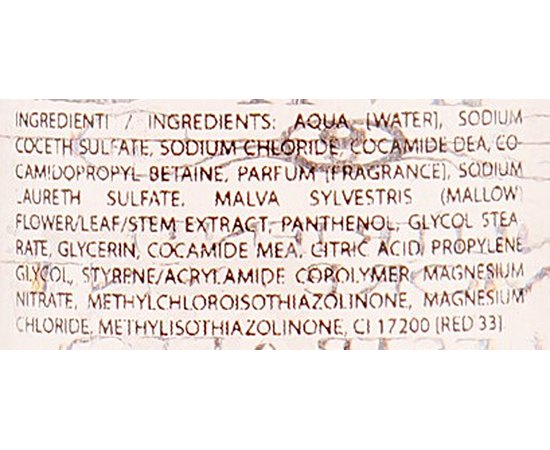 INGREDIENTI / INGREDIENTS: AQUA [WATER], SODIUM
COCETH SULFATE, SODIUM CHLORIDE, COCAMIDE DEA, CO-
CAMIDOPROPYL BETAINE, PARFUM [FRAGRANCE], SODIUM
LAURETH SULFATE, MALVA SYLVESTRIS (MALLOW)
FLOWER/LEAF/STEM EXTRACT, PANTHENOL, GLYCOL STEA
RATE, GLYCERIN, COCAMIDE MEA, CITRIC ACID, PROPYLENE
GLYCOL, STYRENE/ACRYLAMIDE COPOLYMER, MAGNESIUM
NITRATE, METHYLCHLOROISOTHIAZOLINONE, MAGNESIUM
CHLORIDE, METHYLISOTHIAZOLINONE, CI 17200 [RED 33]